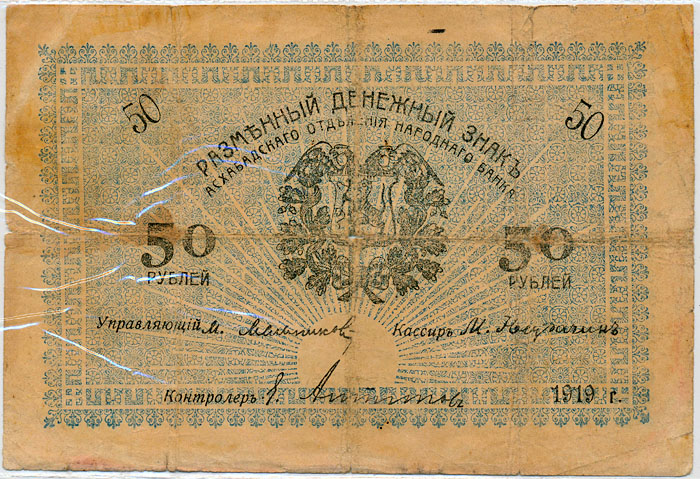 50 50
РАЗМѢННЫЙ ДЕНЕЖНЫЙ ЗНАКЪ
АСХАБАДСКАГО ОТДѢЛЕНІЯ НАРОДНАГО БАНКА
50 50
РУБЛЕЙ РУБЛЕЙ
Управляющій М. Кассиръ М.
Контролеръ
1919 г.